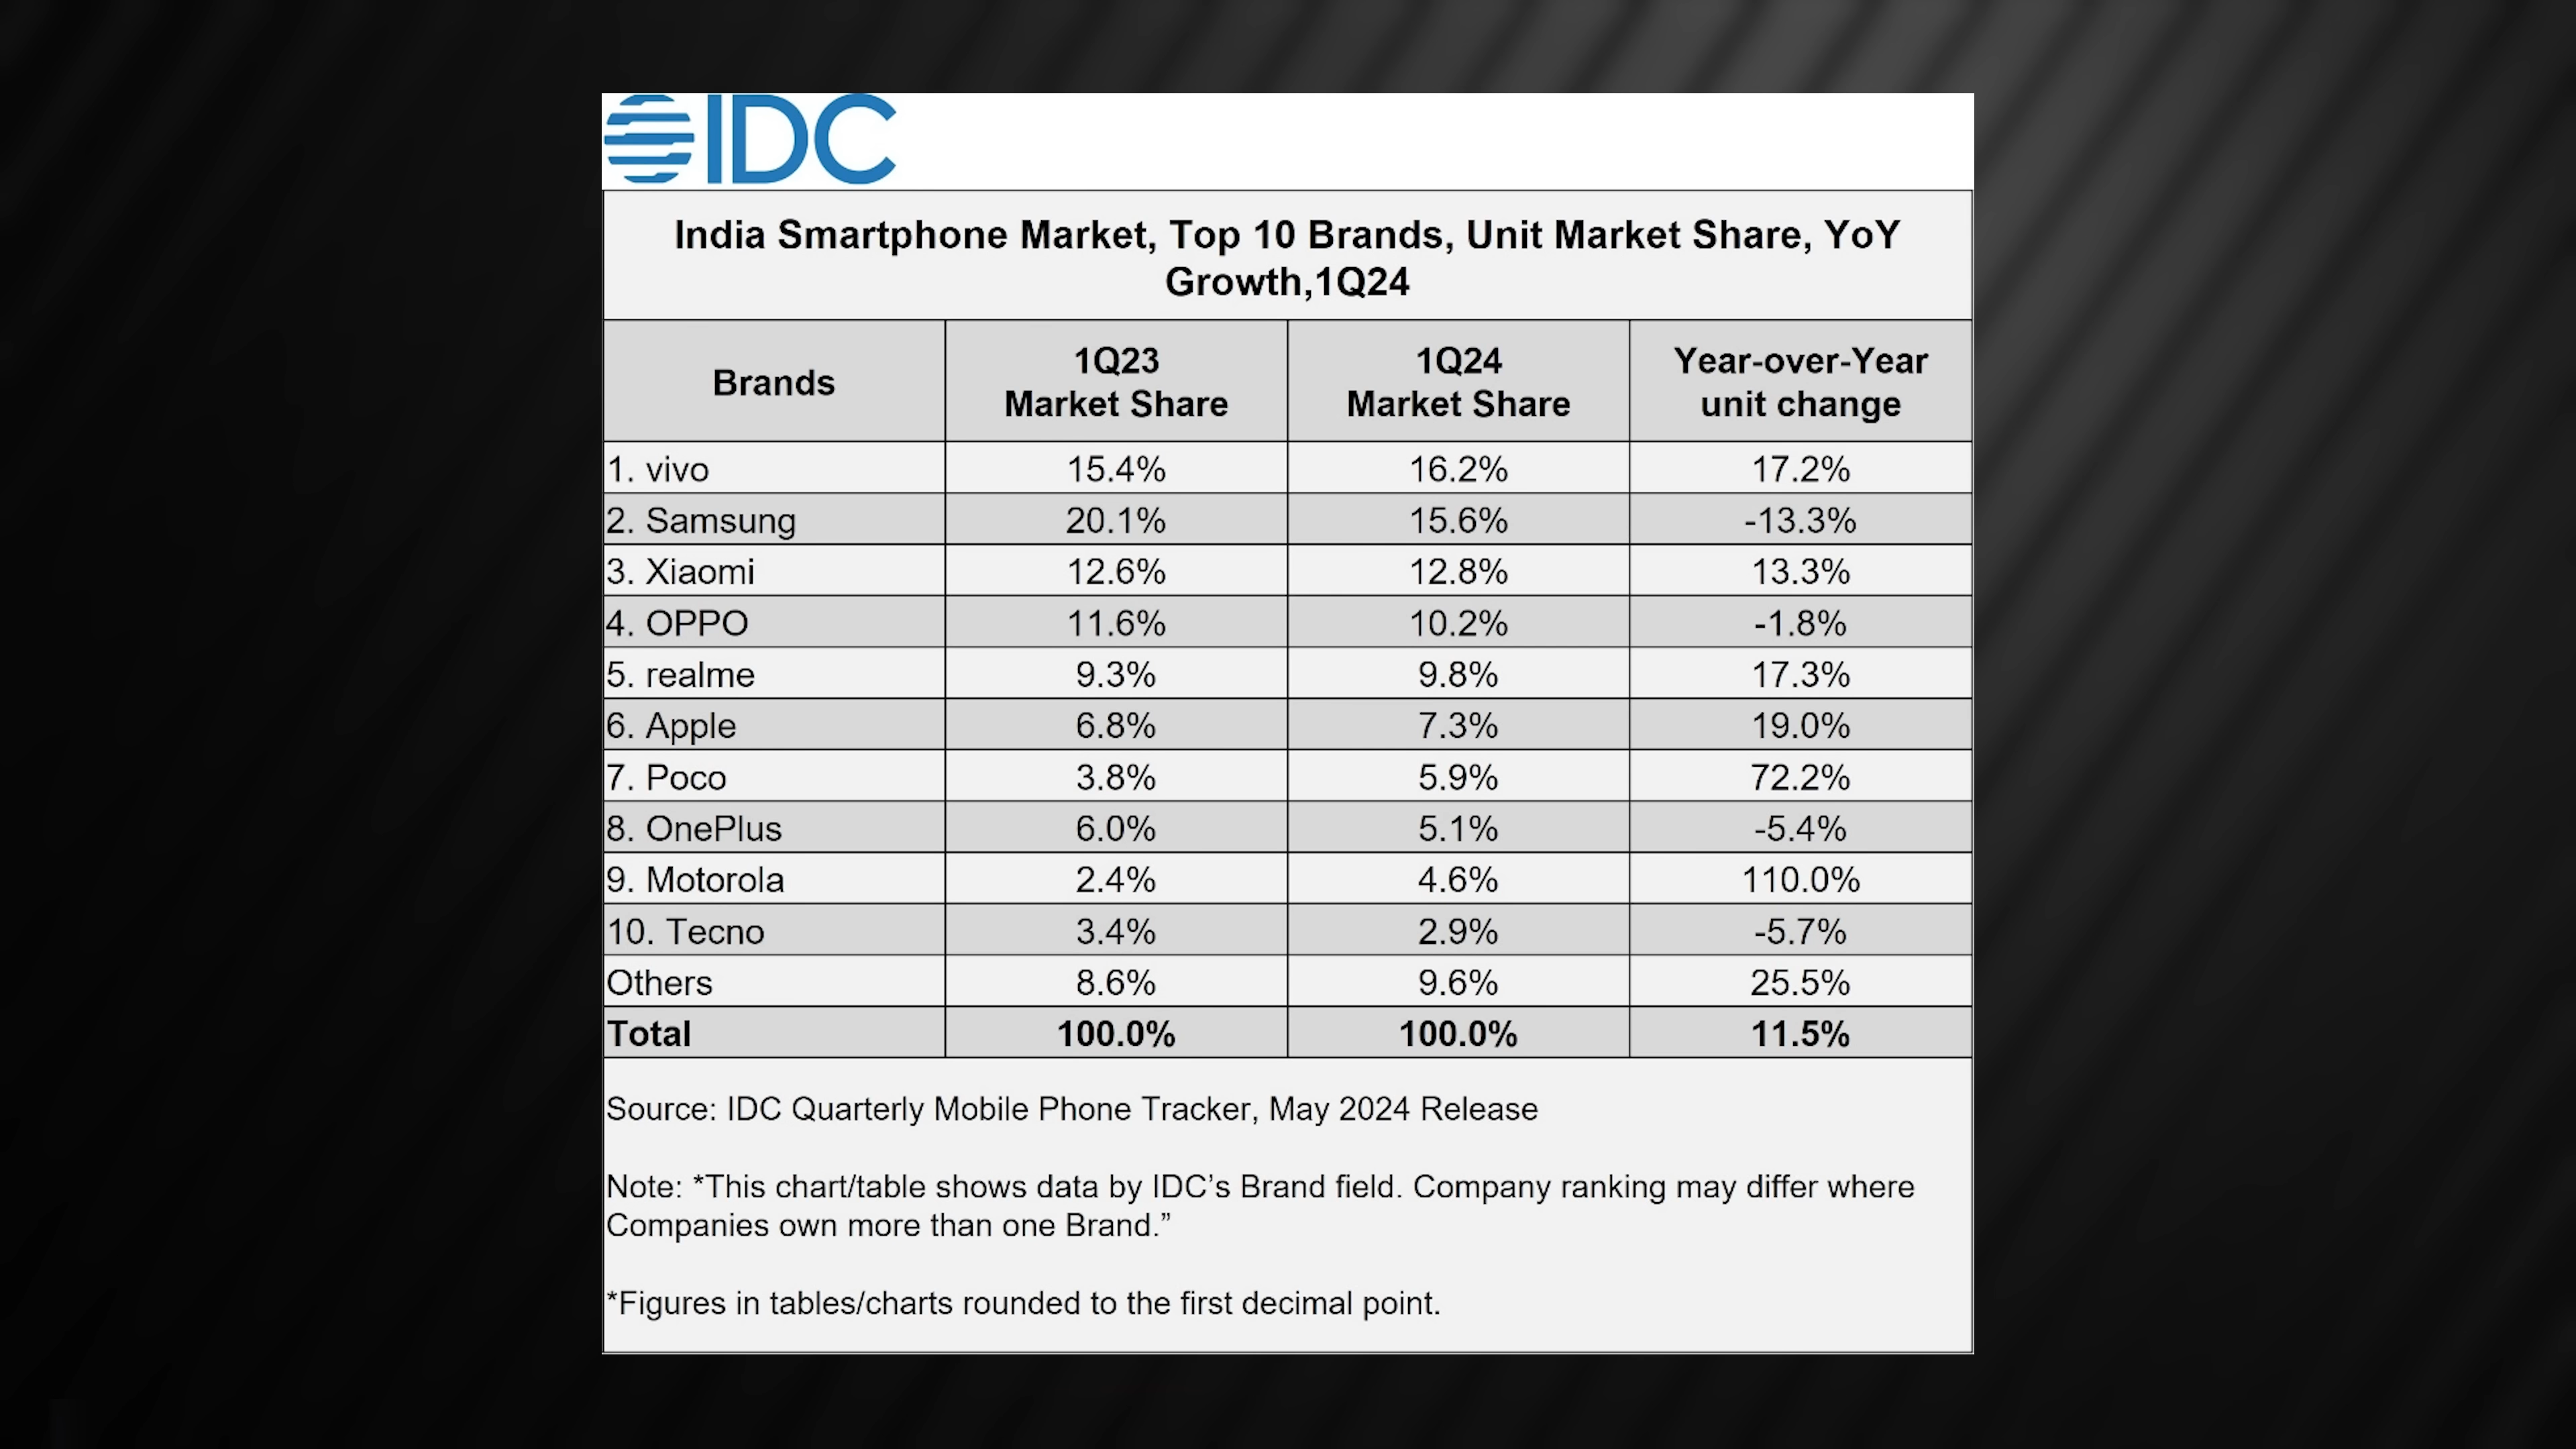 IDC
India Smartphone Market, Top 10 Brands, Unit Market Share, YoY
Growth,1Q24
Brands 1Q23 Market Share 1Q24 Market Share Year-over-Year unit change
1. vivo 15.4% 16.2% 17.2%
2. Samsung 20.1% 15.6% -13.3%
3. Xiaomi 12.6% 12.8% 13.3%
4. OPPO 11.6% 10.2% -1.8%
5. realme 9.3% 9.8% 17.3%
6. Apple 6.8% 7.3% 19.0%
7. Poco 3.8% 5.9% 72.2%
8. OnePlus 6.0% 5.1% -5.4%
9. Motorola 2.4% 4.6% 110.0%
10. Tecno 3.4% 2.9% -5.7%
Others 8.6% 9.6% 25.5%
Total 100.0% 100.0% 11.5%
Source: IDC Quarterly Mobile Phone Tracker, May 2024 Release
Note: *This chart/table shows data by IDC’s Brand field. Company ranking may differ where
Companies own more than one Brand.”
*Figures in tables/charts rounded to the first decimal point.